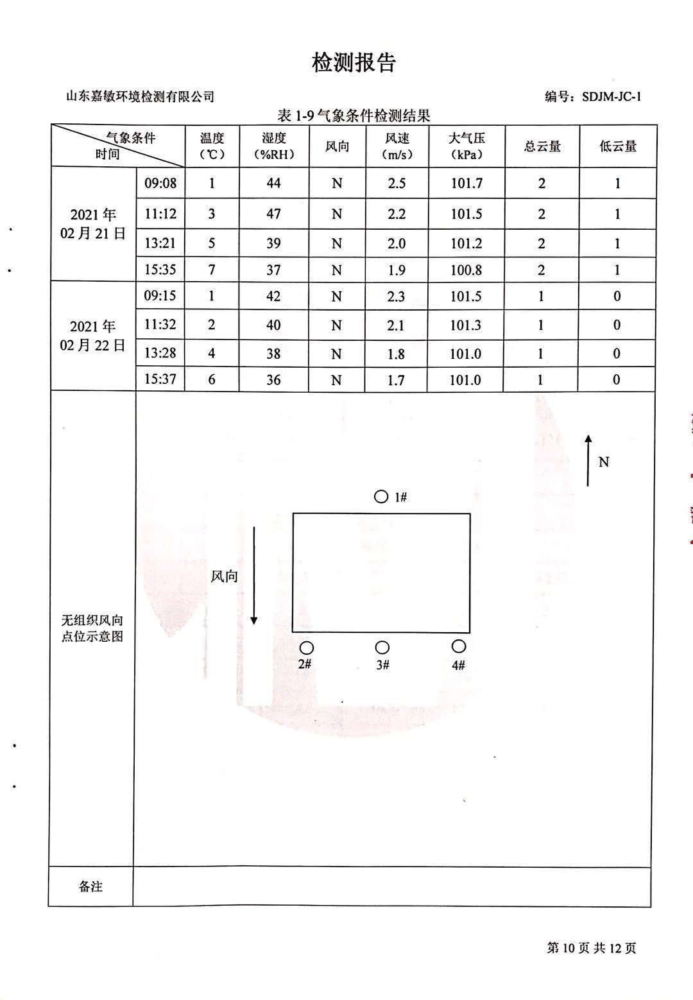 检测报告
山东嘉敏环境检测有限公司 编号：SDJM-JC-1
表 1-9 气象条件检测结果
气象条件 时间 温度（℃） 湿度（%RH） 风向 风速（m/s） 大气压（kPa） 总云量 低云量
2021 年 02 月 21 日
09:08 1 44 N 2.5 101.7 2 1
11:12 3 47 N 2.2 101.5 2 1
13:21 5 39 N 2.0 101.2 2 1
15:35 7 37 N 1.9 100.8 2 1
2021 年 02 月 22 日
09:15 1 42 N 2.3 101.5 1 0
11:32 2 40 N 2.1 101.3 1 0
13:28 4 38 N 1.8 101.0 1 0
15:37 6 36 N 1.7 101.0 1 0
无组织风向
点位示意图
N
1#
风向
2# 3# 4#
备注
第 10 页 共 12 页